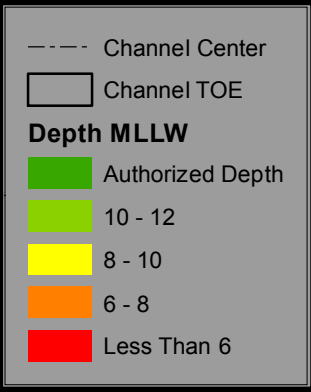 Channel Center
Channel TOE
Depth MLLW
Authorized Depth
10 - 12
8 - 10
6 - 8
Less Than 6